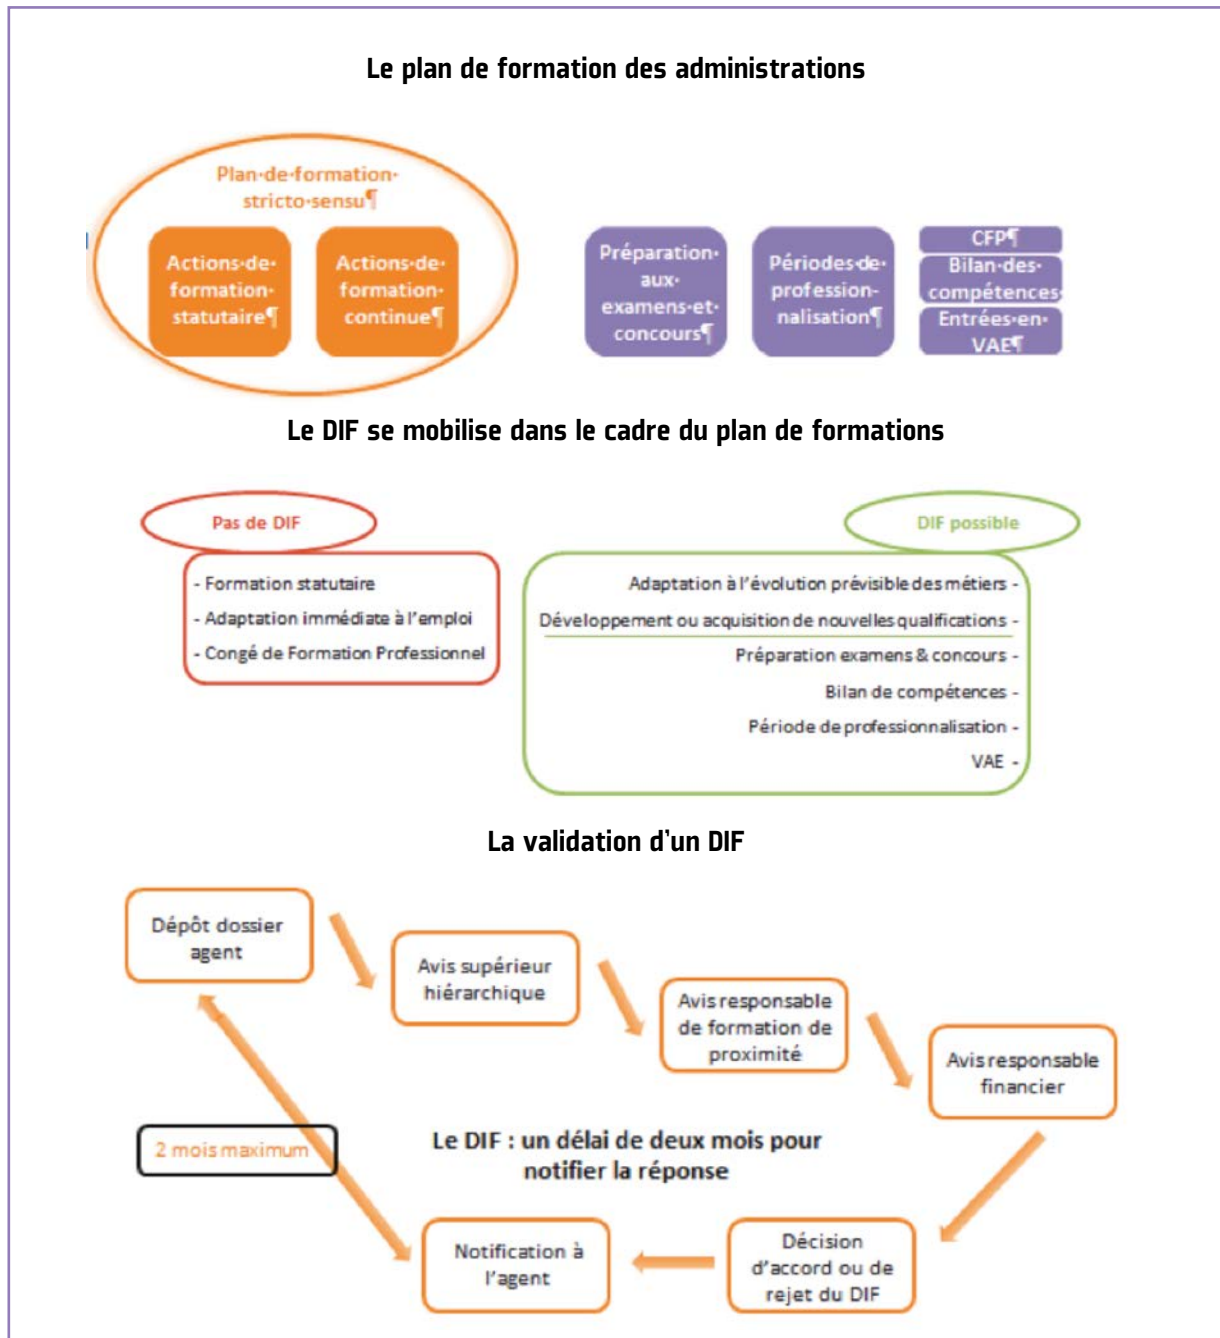 Le plan de formation des administrations
Plan·de·formation·
stricto·sensu¶
Actions·de·
formation·
statutaire¶
Actions·de·
formation·
continue¶
Préparation·
aux·
examens·et·
concours¶
Périodes·de·
profession-
nalisation¶
CFP¶
Bilan·des·
compétences·
Entrées·en·
VAE¶
Le DIF se mobilise dans le cadre du plan de formations
Pas de DIF
- Formation statutaire
- Adaptation immédiate à l'emploi
- Congé de Formation Professionnel
DIF possible
Adaptation à l'évolution prévisible des métiers -
Développement ou acquisition de nouvelles qualifications -
Préparation examens & concours -
Bilan de compétences -
Période de professionnalisation -
VAE -
La validation d'un DIF
Dépôt dossier
agent
Avis supérieur
hiérarchique
Avis responsable
de formation de
proximité
Avis responsable
financier
2 mois maximum
Le DIF : un délai de deux mois pour
notifier la réponse
Notification à
l'agent
Décision
d'accord ou de
rejet du DIF